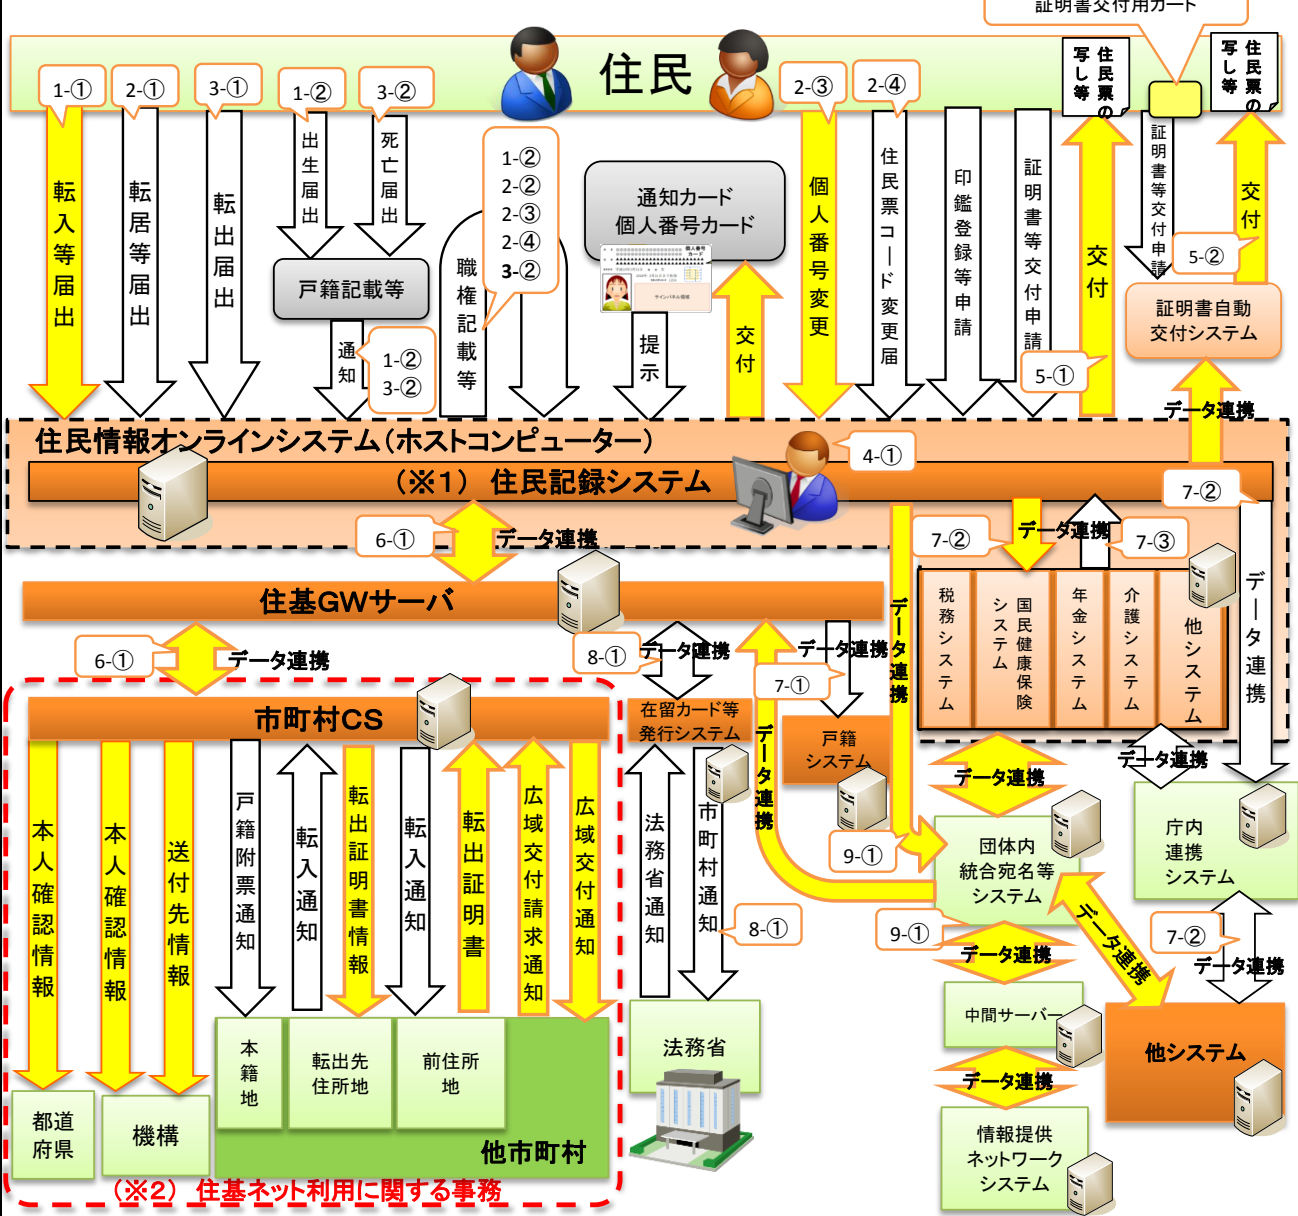 証明書交付用カード
住民
住民票の
写し等
住民票の
写し等
1-①
2-①
3-①
1-②
3-②
2-③
2-④
転入等届出
転居等届出
転出届出
出生届出
死亡届出
戸籍記載等
通知
1-②
3-②
職権記載等
1-②
2-②
2-③
2-④
3-②
通知カード
個人番号カード
個人番号
カード
サインパネル領域
提示
交付
個人番号変更
住民票コード変更届
印鑑登録等申請
証明書等交付申請
交付
5-①
証明書等交付申請
交付
5-②
証明書自動
交付システム
データ連携
住民情報オンラインシステム(ホストコンピューター)
(※1) 住民記録システム
4-①
6-①
データ連携
7-②
データ連携
7-③
7-②
データ連携
住基GWサーバ
税務システム
国民健康保険
システム
年金システム
介護システム
他システム
6-①
データ連携
8-①
データ連携
7-①
データ連携
データ連携
データ連携
市町村CS
在留カード等
発行システム
戸籍
システム
データ連携
データ連携
本人確認情報
本人確認情報
送付先情報
戸籍附票通知
転入通知
転出証明書情報
転入通知
転出証明書
広域交付請求通知
広域交付通知
法務省通知
市町村通知
8-①
9-①
団体内
統合宛名等
システム
庁内
連携
システム
9-①
データ連携
データ連携
7-②
データ連携
中間サーバー
データ連携
他システム
情報提供
ネットワーク
システム
都道
府県
機構
本籍地
転出先
住所地
前住所
地
他市町村
法務省
(※2) 住基ネット利用に関する事務